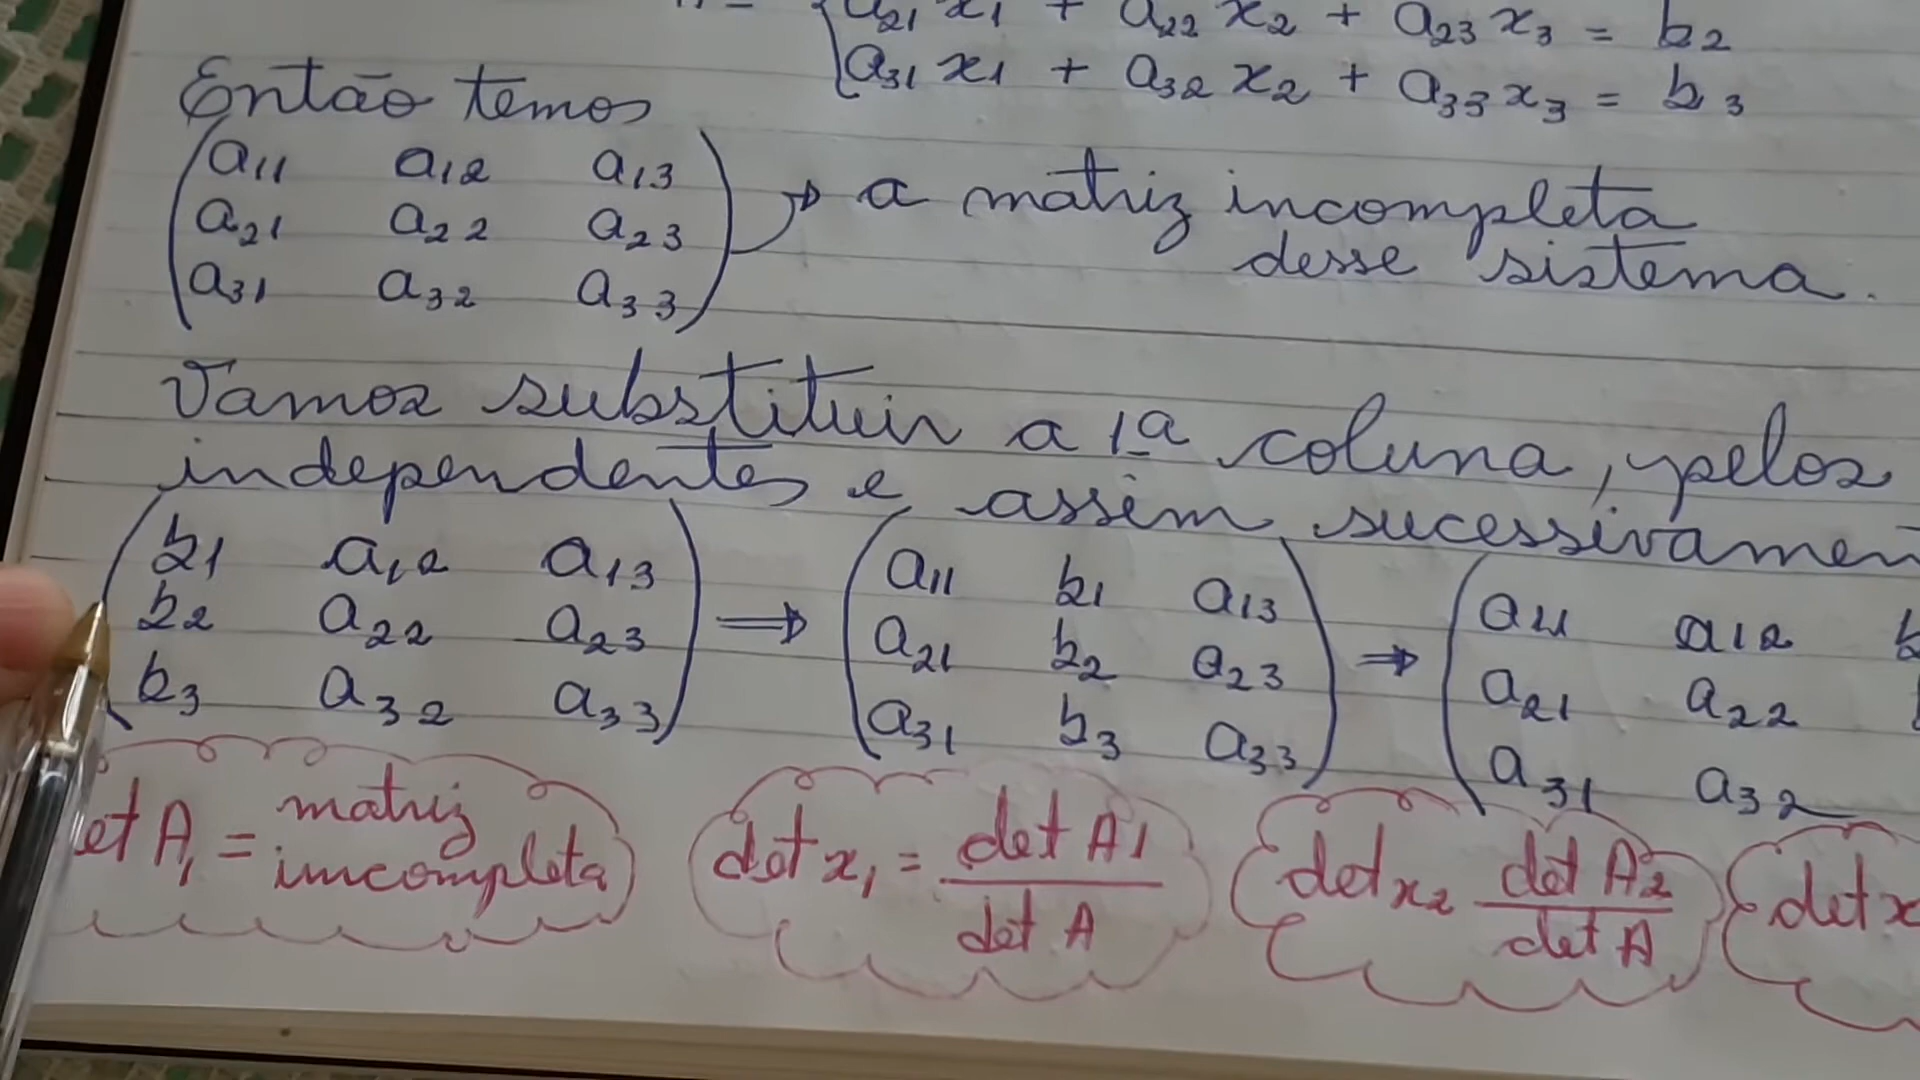 a21 x1 + a22 x2 + a23 x3 = b2
a31 x1 + a32 x2 + a33 x3 = b3
Então temos
a11 a12 a13
a21 a22 a23
a31 a32 a33
→ a matriz incompleta
desse sistema.
Vamos substituir a 1ª coluna, pelos
independentes e assim sucessivamen
b1 a12 a13 ⇒ a11 b1 a13 ⇒ a11 a12 b
b2 a22 a23 a21 b2 a23 a21 a22
b3 a32 a33 a31 b3 a33 a31 a32
et A1 = matriz
imcompleta
det x1 = det A1
det A
det x2 det A2
det A
det x